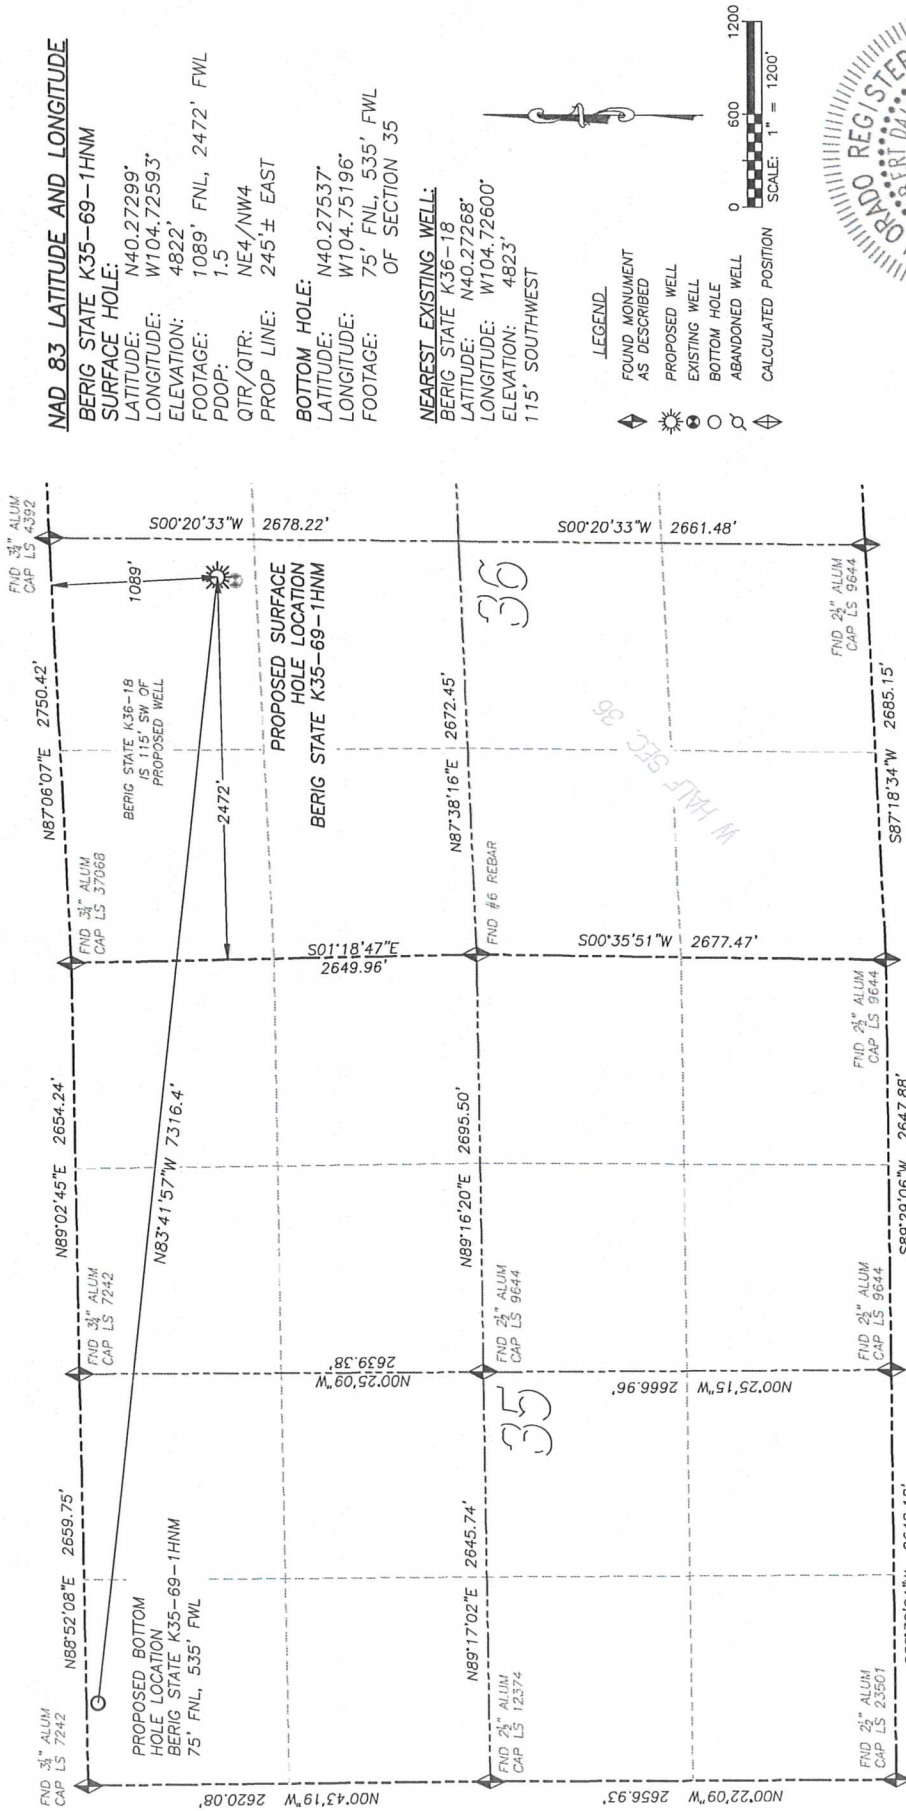 NAD 83 LATITUDE AND LONGITUDE
BERIG STATE K35-69-1HNM
SURFACE HOLE:
LATITUDE: N40.27299°
LONGITUDE: W104.72593°
ELEVATION: 4822'
FOOTAGE: 1089' FNL, 2472' FWL
PDOP: 1.5
QTR/QTR: NE4/NW4
PROP LINE: 245'± EAST
BOTTOM HOLE:
LATITUDE: N40.27537°
LONGITUDE: W104.75196°
FOOTAGE: 75' FNL, 535' FWL
OF SECTION 35
NEAREST EXISTING WELL:
BERIG STATE K36-18
LATITUDE: N40.27268°
LONGITUDE: W104.72600°
ELEVATION: 4823'
115' SOUTHWEST
LEGEND
FOUND MONUMENT
AS DESCRIBED
PROPOSED WELL
EXISTING WELL
BOTTOM HOLE
ABANDONED WELL
CALCULATED POSITION
0 600 1200
SCALE: 1" = 1200'
ORADO REGISTER
FND 3¼" ALUM
CAP LS 7242
N88°52'08"E 2659.75'
FND 3¼" ALUM
CAP LS 7242
N89°02'45"E 2654.24'
FND 3¼" ALUM
CAP LS 37068
N87°06'07"E 2750.42'
FND 3¼" ALUM
CAP LS 4392
PROPOSED BOTTOM
HOLE LOCATION
BERIG STATE K35-69-1HNM
75' FNL, 535' FWL
N83°41'57"W 7316.4'
BERIG STATE K36-18
IS 115' SW OF
PROPOSED WELL
1089'
2472'
PROPOSED SURFACE
HOLE LOCATION
BERIG STATE K35-69-1HNM
N00°43'19"W 2620.08'
N00°25'09"W
2639.38'
S01°18'47"E
2649.96'
S00°20'33"W 2678.22'
N89°17'02"E 2645.74'
N89°16'20"E 2695.50'
N87°38'16"E 2672.45'
FND 2½" ALUM
CAP LS 12374
35
FND 2½" ALUM
CAP LS 9644
FND #6 REBAR
36
W HALF SEC. 36
N00°22'09"W 2656.93'
N00°25'15"W 2666.96'
S00°35'51"W 2677.47'
S00°20'33"W 2661.48'
FND 2½" ALUM
CAP LS 23501
FND 2½" ALUM
CAP LS 9644
FND 2½" ALUM
CAP LS 9644
FND 2½" ALUM
CAP LS 9644
S89°29'06"W 2647.88'
S87°18'34"W 2685.15'